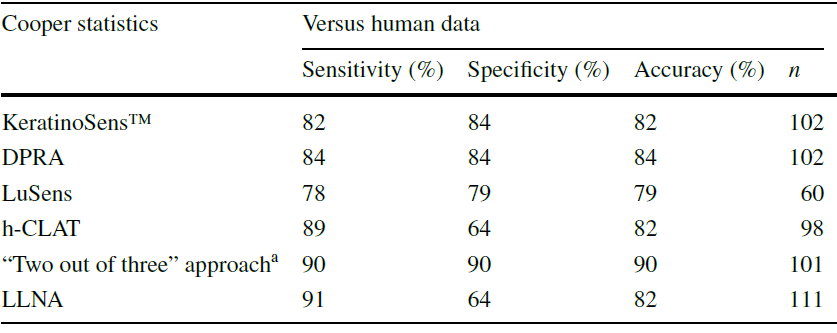 Cooper statistics Versus human data
Sensitivity (%) Specificity (%) Accuracy (%) n
KeratinoSens™ 82 84 82 102
DPRA 84 84 84 102
LuSens 78 79 79 60
h-CLAT 89 64 82 98
“Two out of three” approachᵃ 90 90 90 101
LLNA 91 64 82 111